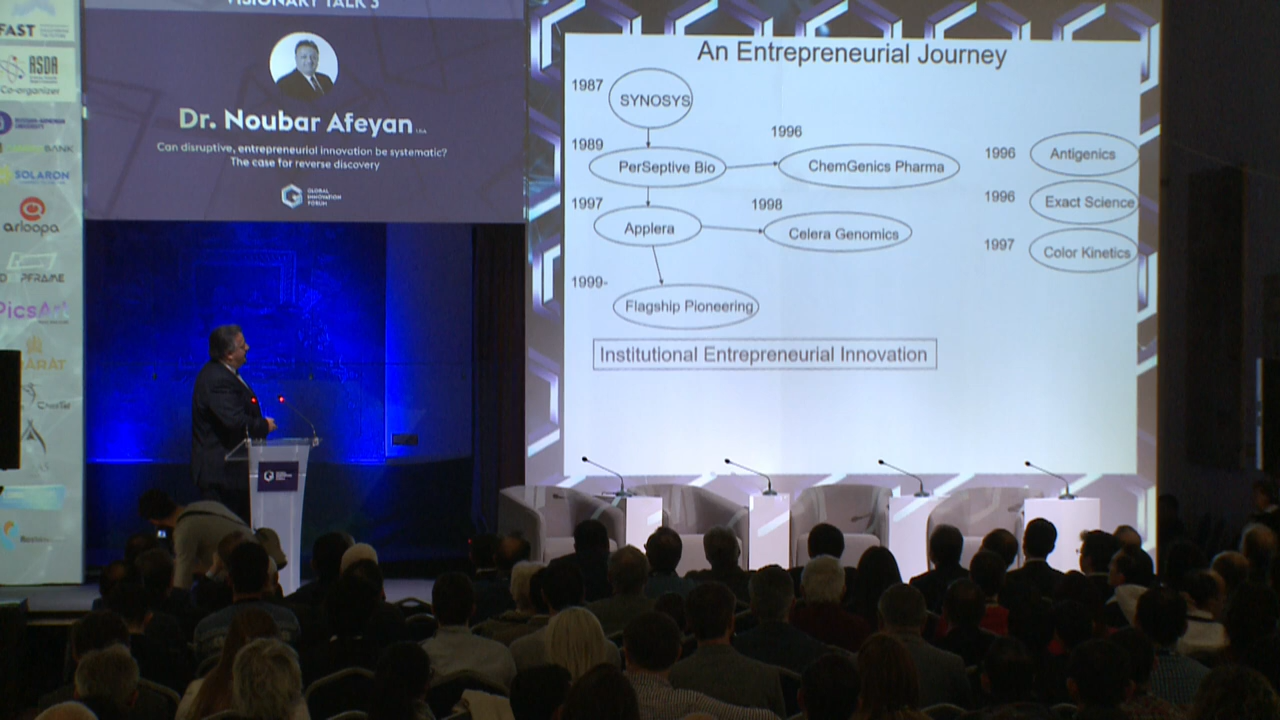 VISIONARY TALK 3
Dr. Noubar Afeyan
Can disruptive, entrepreneurial innovation be systematic?
The case for reverse discovery
GLOBAL
INNOVATION
FORUM
FAST
ASDA
Co-organizer
BANK
SOLARON
arloopa
PFRAME
PicsArt
An Entrepreneurial Journey
1987
SYNOSYS
1989
PerSeptive Bio
1996
ChemGenics Pharma
1997
Applera
1998
Celera Genomics
1999-
Flagship Pioneering
1996
Antigenics
1996
Exact Science
1997
Color Kinetics
Institutional Entrepreneurial Innovation